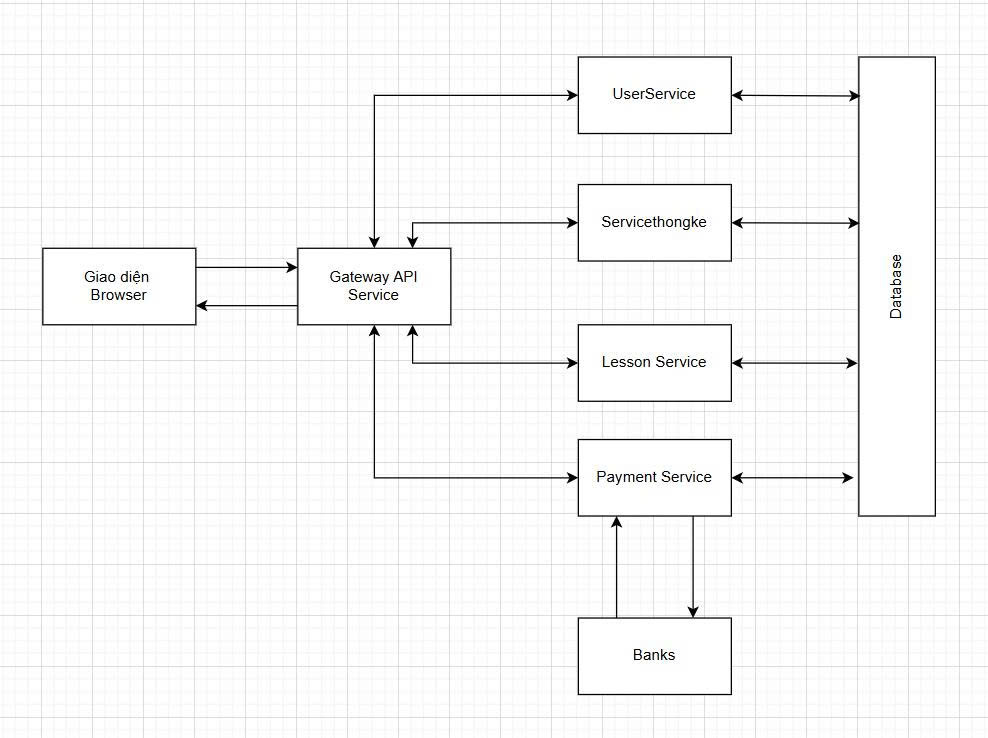 UserService
Servicethongke
Giao diện
Browser
Gateway API
Service
Database
Lesson Service
Payment Service
Banks